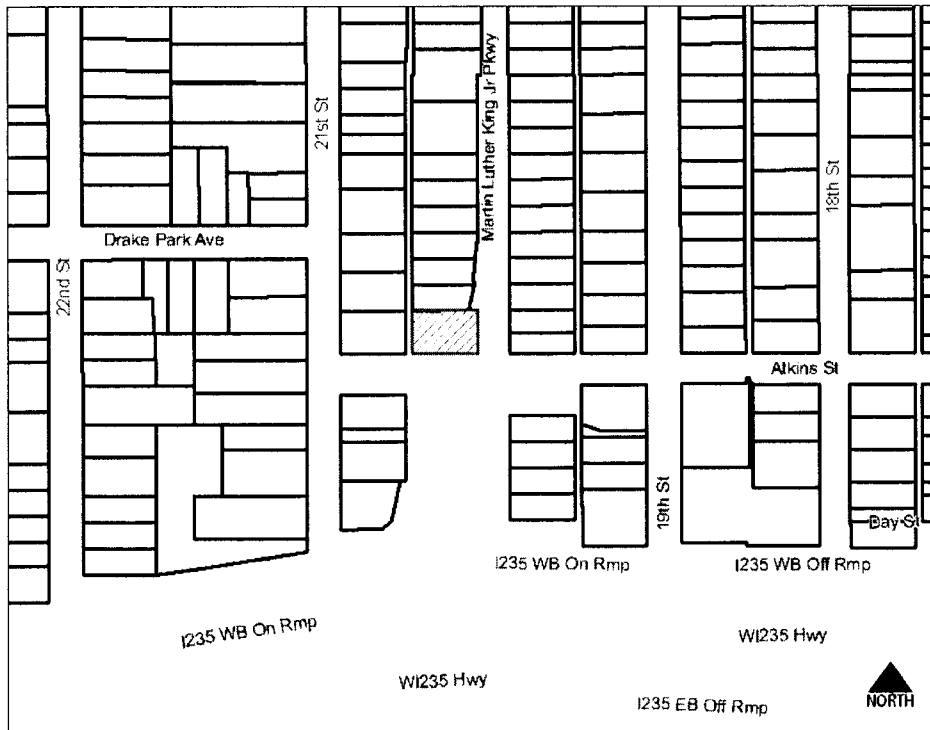 21st St
Martin Luther King Jr Pkwy
18th St
Drake Park Ave
22nd St
Atkins St
19th St
Day St
I235 WB On Rmp
I235 WB Off Rmp
I235 WB On Rmp
WI235 Hwy
WI235 Hwy
I235 EB Off Rmp
NORTH